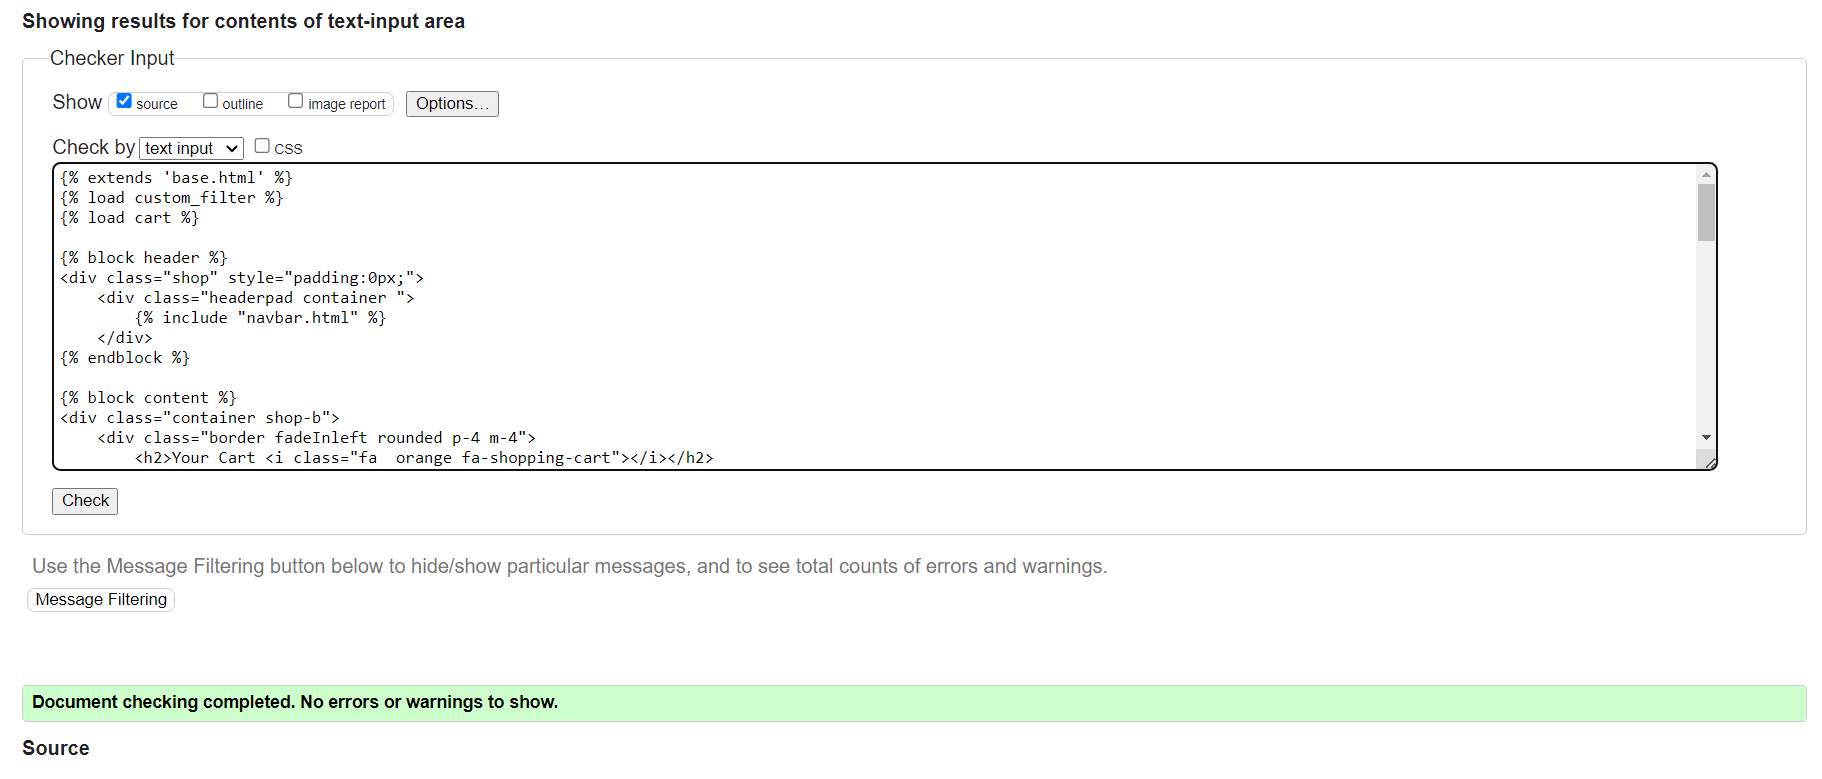 Showing results for contents of text-input area
Checker Input
Show source outline image report Options...
Check by text input CSS
{% extends 'base.html' %}
{% load custom_filter %}
{% load cart %}
{% block header %}
<div class="shop" style="padding:0px;">
    <div class="headerpad container ">
        {% include "navbar.html" %}
    </div>
{% endblock %}
{% block content %}
<div class="container shop-b">
    <div class="border fadeInleft rounded p-4 m-4">
        <h2>Your Cart <i class="fa  orange fa-shopping-cart"></i></h2>
Check
Use the Message Filtering button below to hide/show particular messages, and to see total counts of errors and warnings.
Message Filtering
Document checking completed. No errors or warnings to show.
Source